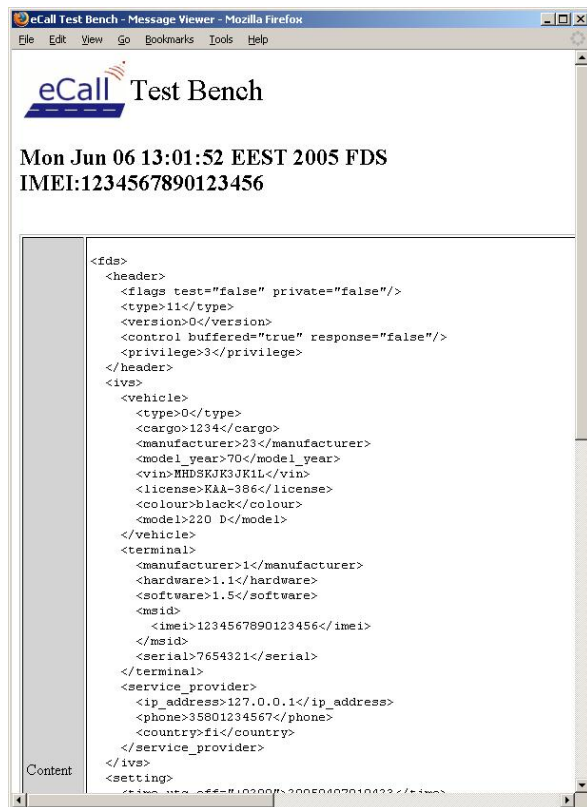 eCall Test Bench - Message Viewer - Mozilla Firefox
File Edit View Go Bookmarks Tools Help
eCall Test Bench
Mon Jun 06 13:01:52 EEST 2005 FDS
IMEI:1234567890123456
<fds>
<header>
<flags test="false" private="false"/>
<type>11</type>
<version>0</version>
<control buffered="true" response="false"/>
<privilege>3</privilege>
</header>
<ivs>
<vehicle>
<type>0</type>
<cargo>1234</cargo>
<manufacturer>23</manufacturer>
<model_year>70</model_year>
<vin>MHDSKJK3JK1L</vin>
<license>KAA-386</license>
<colour>black</colour>
<model>220 D</model>
</vehicle>
<terminal>
<manufacturer>1</manufacturer>
<hardware>1.1</hardware>
<software>1.5</software>
<msid>
<imei>1234567890123456</imei>
</msid>
<serial>7654321</serial>
</terminal>
<service_provider>
<ip_address>127.0.0.1</ip_address>
<phone>35801234567</phone>
<country>fi</country>
</service_provider>
</ivs>
Content
<setting>